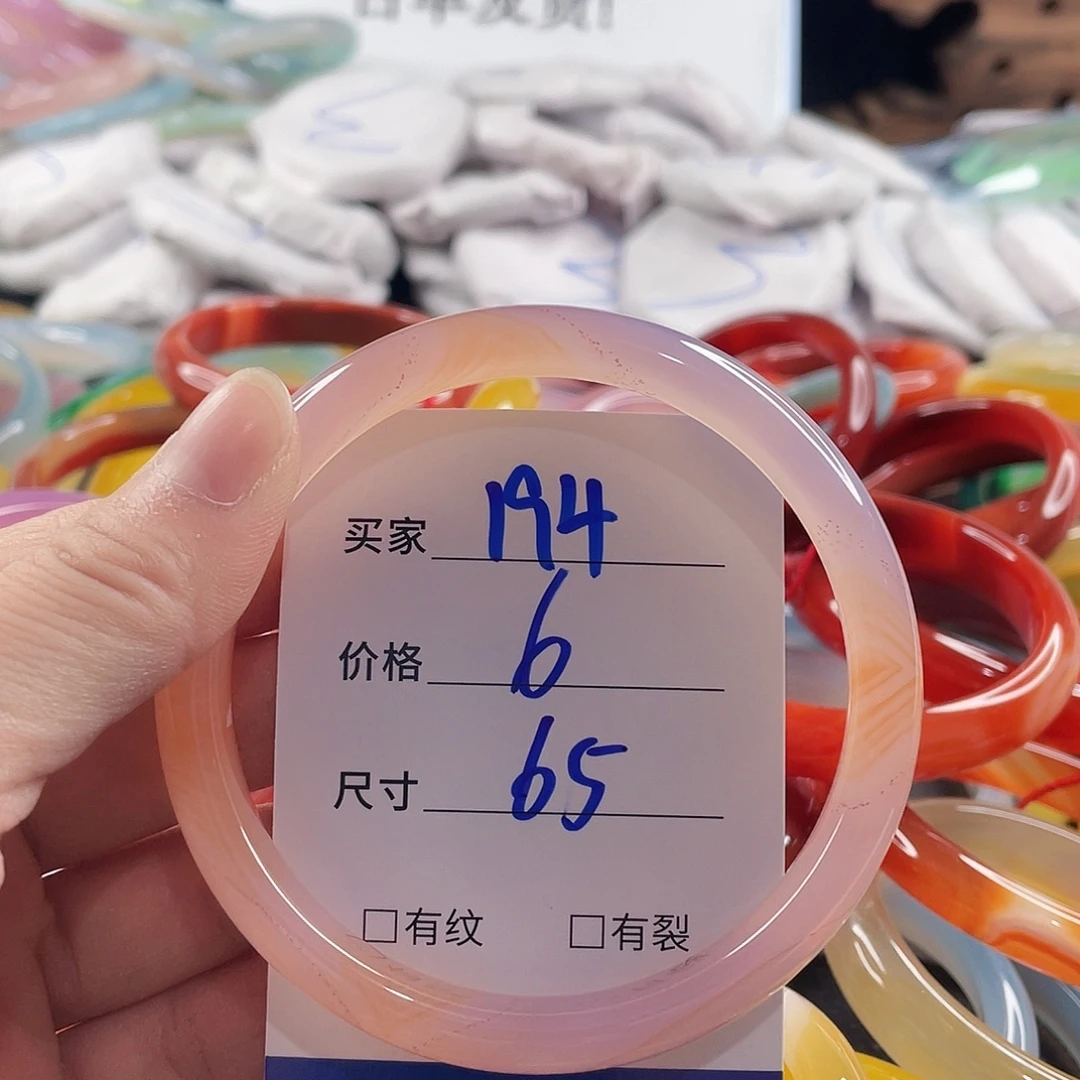 买家 194
价格 6
尺寸 65
□有纹 □有裂